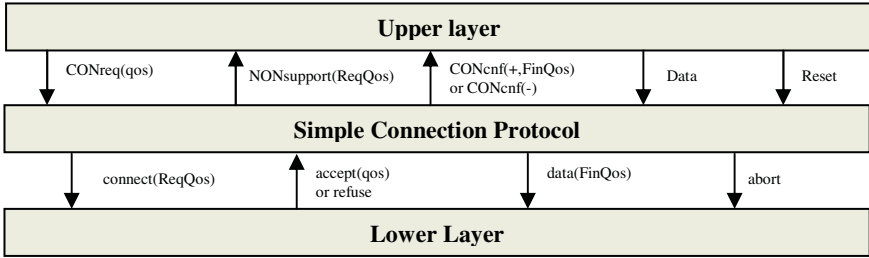 Upper layer
CONreq(qos)
NONsupport(ReqQos)
CONcnf(+,FinQos)
or CONcnf(-)
Data
Reset
Simple Connection Protocol
connect(ReqQos)
accept(qos)
or refuse
data(FinQos)
abort
Lower Layer